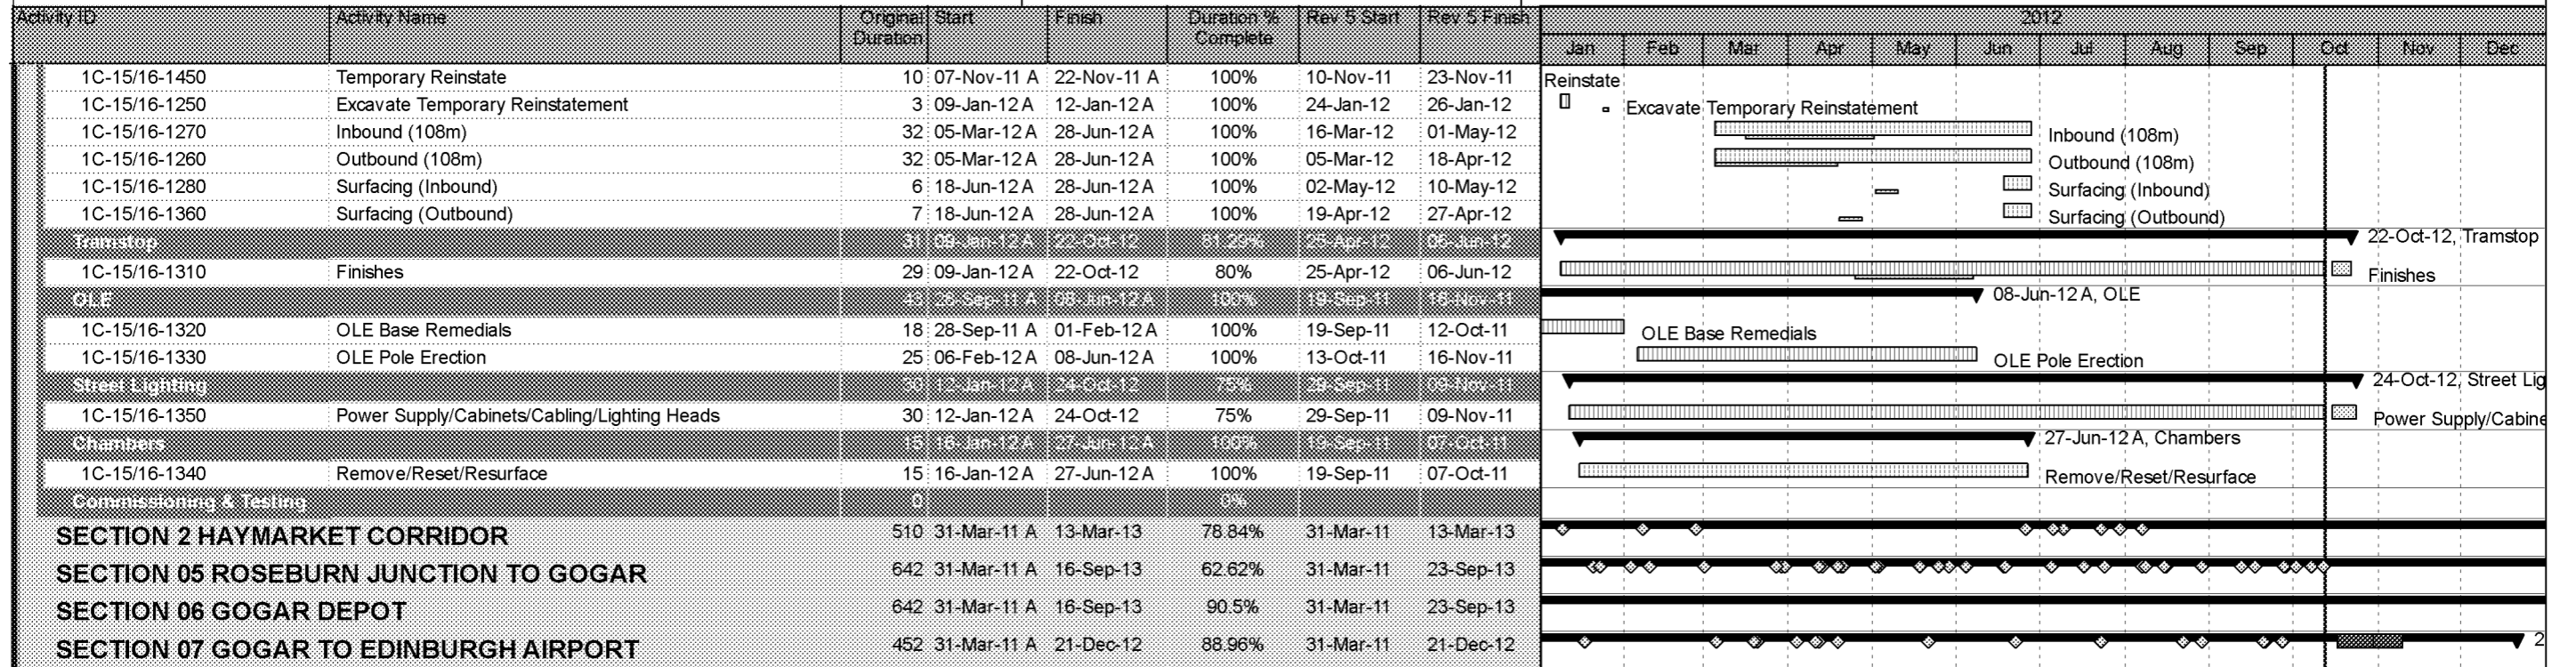 Activity ID Activity Name Original Duration Start Finish Duration % Complete Rev 5 Start Rev 5 Finish 2012
Jan Feb Mar Apr May Jun Jul Aug Sep Oct Nov Dec
1C-15/16-1450 Temporary Reinstate 10 07-Nov-11 A 22-Nov-11 A 100% 10-Nov-11 23-Nov-11 Reinstate
1C-15/16-1250 Excavate Temporary Reinstatement 3 09-Jan-12 A 12-Jan-12 A 100% 24-Jan-12 26-Jan-12 Excavate Temporary Reinstatement
1C-15/16-1270 Inbound (108m) 32 05-Mar-12 A 28-Jun-12 A 100% 16-Mar-12 01-May-12 Inbound (108m)
1C-15/16-1260 Outbound (108m) 32 05-Mar-12 A 28-Jun-12 A 100% 05-Mar-12 18-Apr-12 Outbound (108m)
1C-15/16-1280 Surfacing (Inbound) 6 18-Jun-12 A 28-Jun-12 A 100% 02-May-12 10-May-12 Surfacing (Inbound)
1C-15/16-1360 Surfacing (Outbound) 7 18-Jun-12 A 28-Jun-12 A 100% 19-Apr-12 27-Apr-12 Surfacing (Outbound)
Tramstop 31 09-Jan-12 A 22-Oct-12 81.29% 25-Apr-12 06-Jun-12 22-Oct-12, Tramstop
1C-15/16-1310 Finishes 29 09-Jan-12 A 22-Oct-12 80% 25-Apr-12 06-Jun-12 Finishes
OLE 43 28-Sep-11 A 08-Jun-12 A 100% 19-Sep-11 16-Nov-11 08-Jun-12 A, OLE
1C-15/16-1320 OLE Base Remedials 18 28-Sep-11 A 01-Feb-12 A 100% 19-Sep-11 12-Oct-11 OLE Base Remedials
1C-15/16-1330 OLE Pole Erection 25 06-Feb-12 A 08-Jun-12 A 100% 13-Oct-11 16-Nov-11 OLE Pole Erection
Street Lighting 30 12-Jan-12 A 24-Oct-12 75% 29-Sep-11 09-Nov-11 24-Oct-12, Street Lig
1C-15/16-1350 Power Supply/Cabinets/Cabling/Lighting Heads 30 12-Jan-12 A 24-Oct-12 75% 29-Sep-11 09-Nov-11 Power Supply/Cabine
Chambers 15 16-Jan-12 A 27-Jun-12 A 100% 19-Sep-11 07-Oct-11 27-Jun-12 A, Chambers
1C-15/16-1340 Remove/Reset/Resurface 15 16-Jan-12 A 27-Jun-12 A 100% 19-Sep-11 07-Oct-11 Remove/Reset/Resurface
Commissioning & Testing 0 0%
SECTION 2 HAYMARKET CORRIDOR 510 31-Mar-11 A 13-Mar-13 78.84% 31-Mar-11 13-Mar-13
SECTION 05 ROSEBURN JUNCTION TO GOGAR 642 31-Mar-11 A 16-Sep-13 62.62% 31-Mar-11 23-Sep-13
SECTION 06 GOGAR DEPOT 642 31-Mar-11 A 16-Sep-13 90.5% 31-Mar-11 23-Sep-13
SECTION 07 GOGAR TO EDINBURGH AIRPORT 452 31-Mar-11 A 21-Dec-12 88.96% 31-Mar-11 21-Dec-12 2